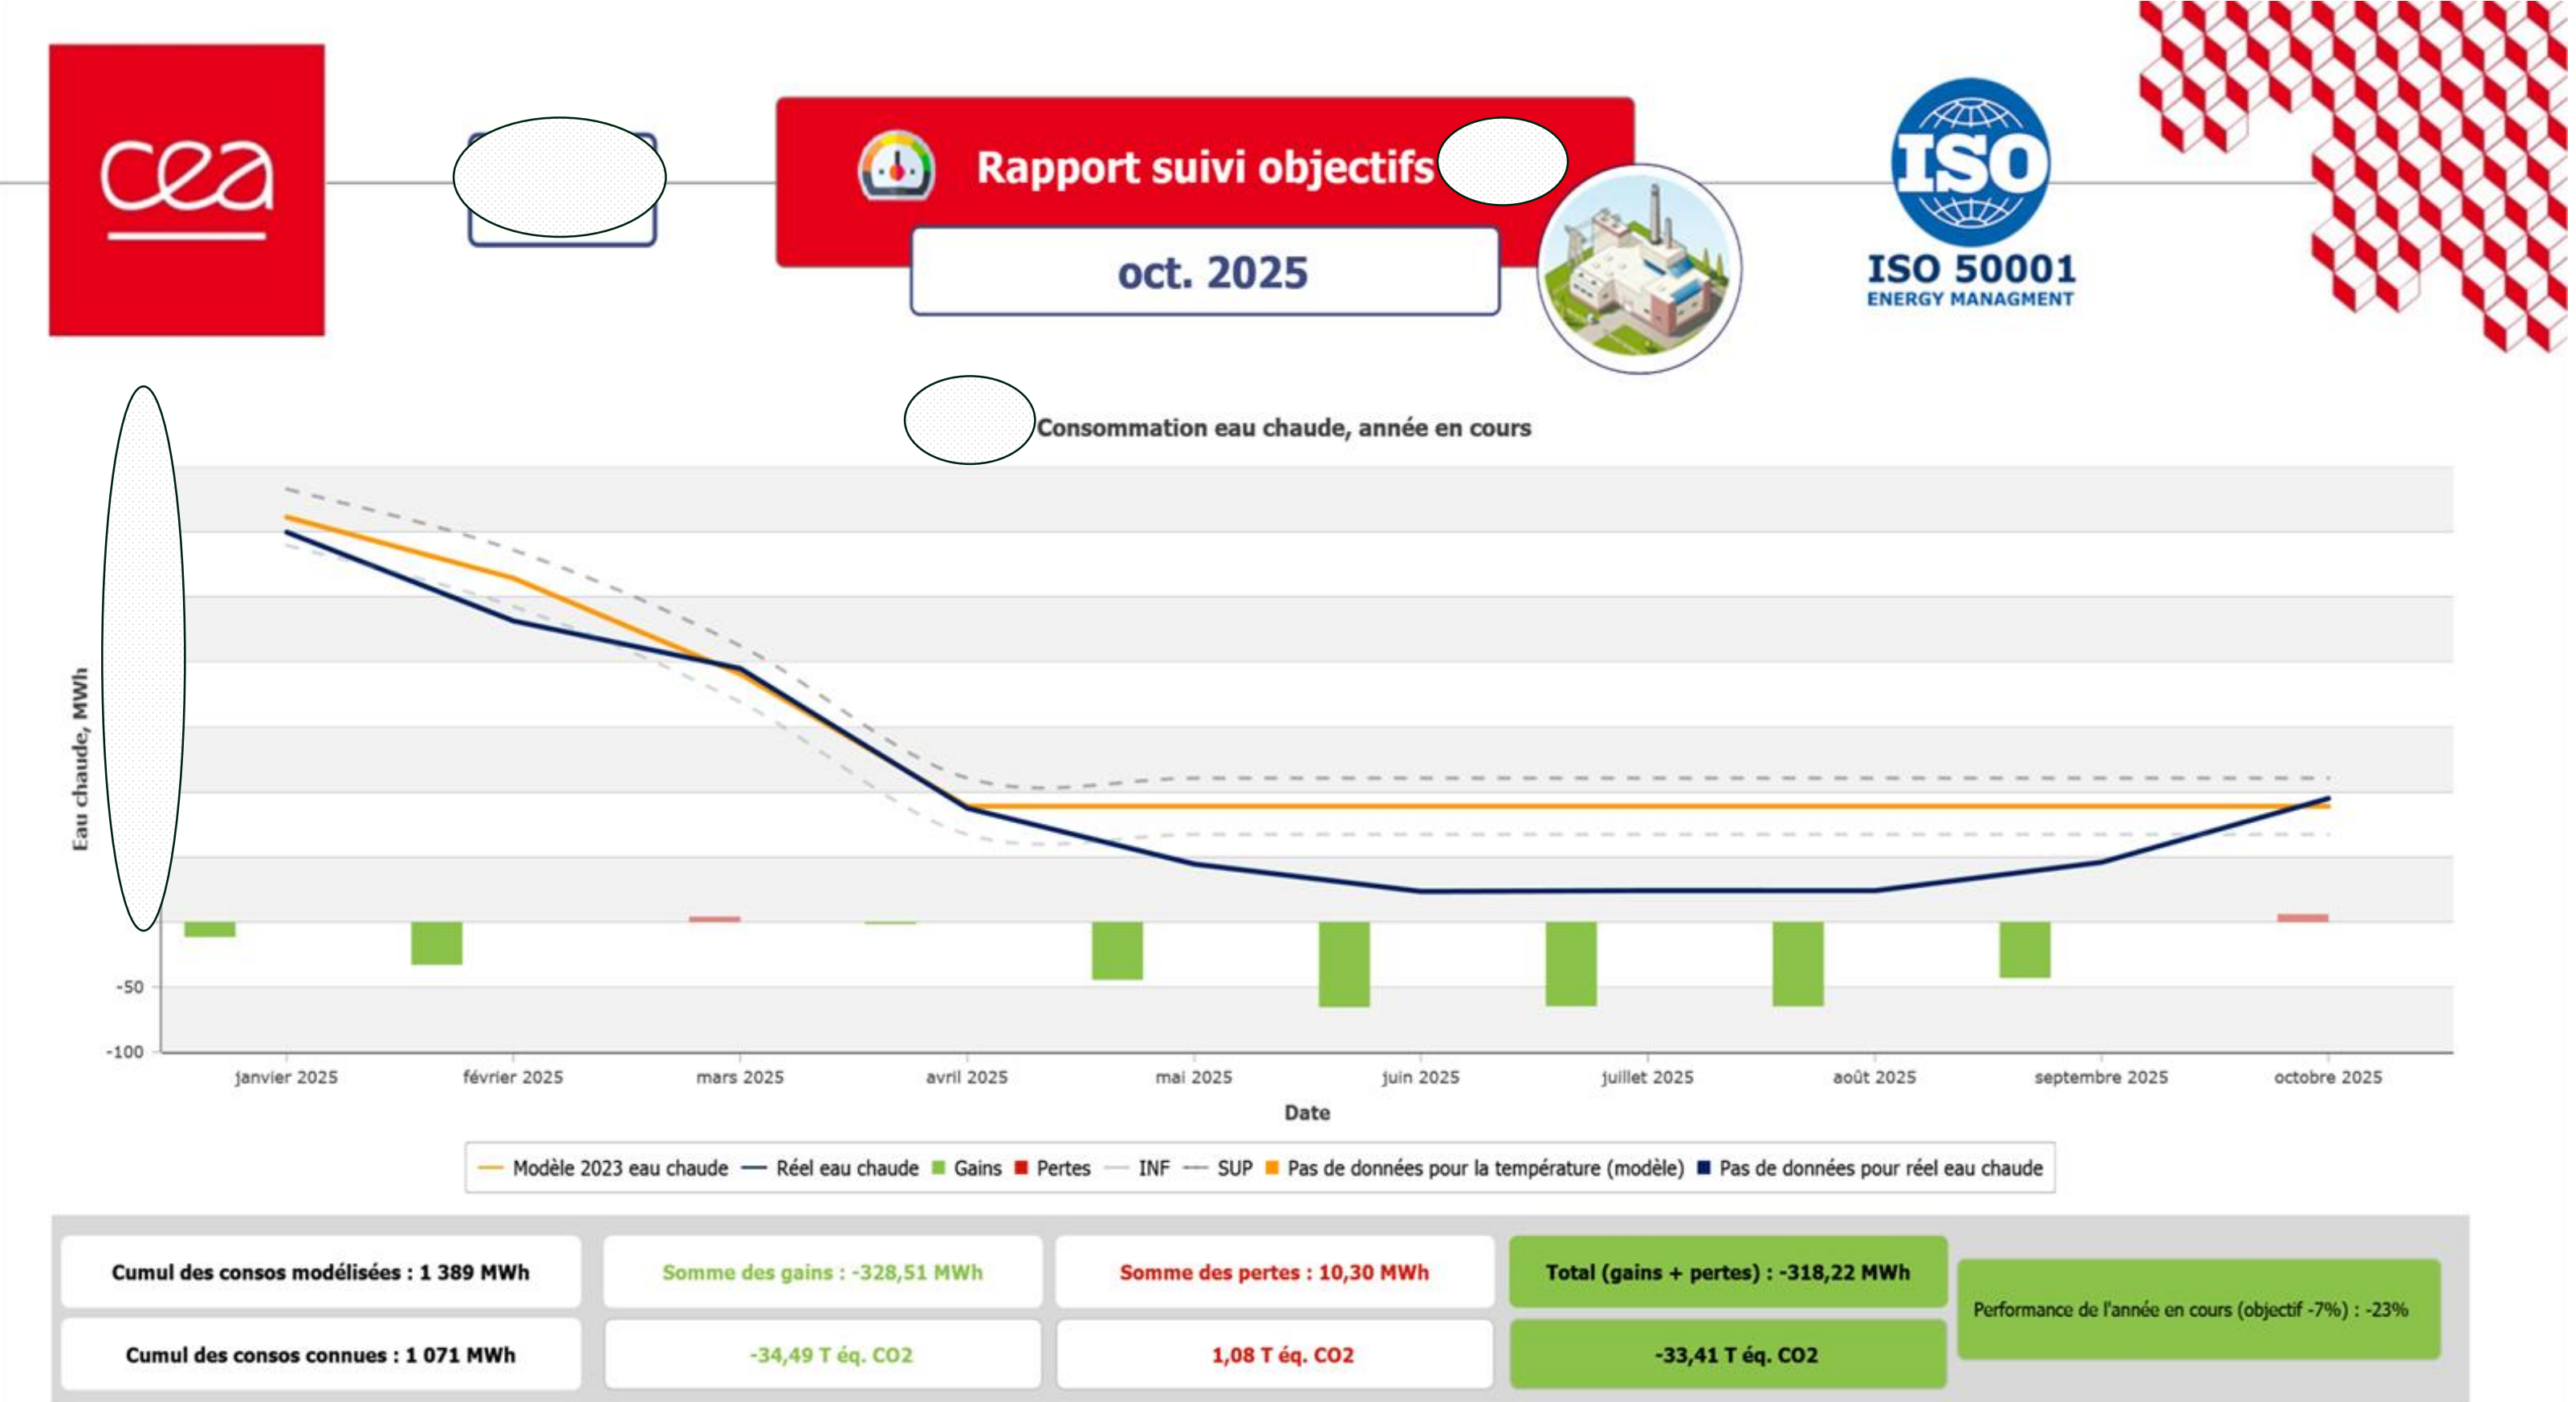 cea
Rapport suivi objectifs
oct. 2025
ISO
ISO 50001
ENERGY MANAGMENT
Consommation eau chaude, année en cours
Eau chaude, MWh
-50
-100
janvier 2025 février 2025 mars 2025 avril 2025 mai 2025 juin 2025 juillet 2025 août 2025 septembre 2025 octobre 2025
Date
Modèle 2023 eau chaude Réel eau chaude Gains Pertes INF SUP Pas de données pour la température (modèle) Pas de données pour réel eau chaude
Cumul des consos modélisées : 1 389 MWh Somme des gains : -328,51 MWh Somme des pertes : 10,30 MWh Total (gains + pertes) : -318,22 MWh
Performance de l'année en cours (objectif -7%) : -23%
Cumul des consos connues : 1 071 MWh -34,49 T éq. CO2 1,08 T éq. CO2 -33,41 T éq. CO2